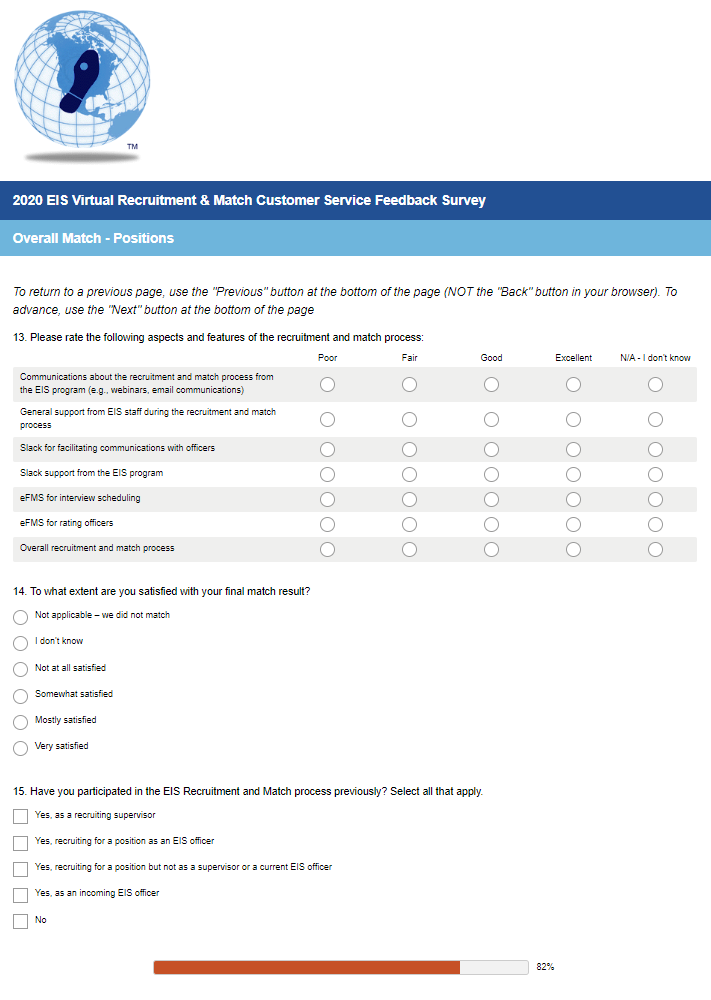 TM
2020 EIS Virtual Recruitment & Match Customer Service Feedback Survey
Overall Match - Positions
To return to a previous page, use the "Previous" button at the bottom of the page (NOT the "Back" button in your browser). To
advance, use the "Next" button at the bottom of the page
13. Please rate the following aspects and features of the recruitment and match process:
Poor Fair Good Excellent N/A - I don't know
Communications about the recruitment and match process from
the EIS program (e.g., webinars, email communications)
General support from EIS staff during the recruitment and match
process
Slack for facilitating communications with officers
Slack support from the EIS program
eFMS for interview scheduling
eFMS for rating officers
Overall recruitment and match process
14. To what extent are you satisfied with your final match result?
Not applicable – we did not match
I don't know
Not at all satisfied
Somewhat satisfied
Mostly satisfied
Very satisfied
15. Have you participated in the EIS Recruitment and Match process previously? Select all that apply.
Yes, as a recruiting supervisor
Yes, recruiting for a position as an EIS officer
Yes, recruiting for a position but not as a supervisor or a current EIS officer
Yes, as an incoming EIS officer
No
82%